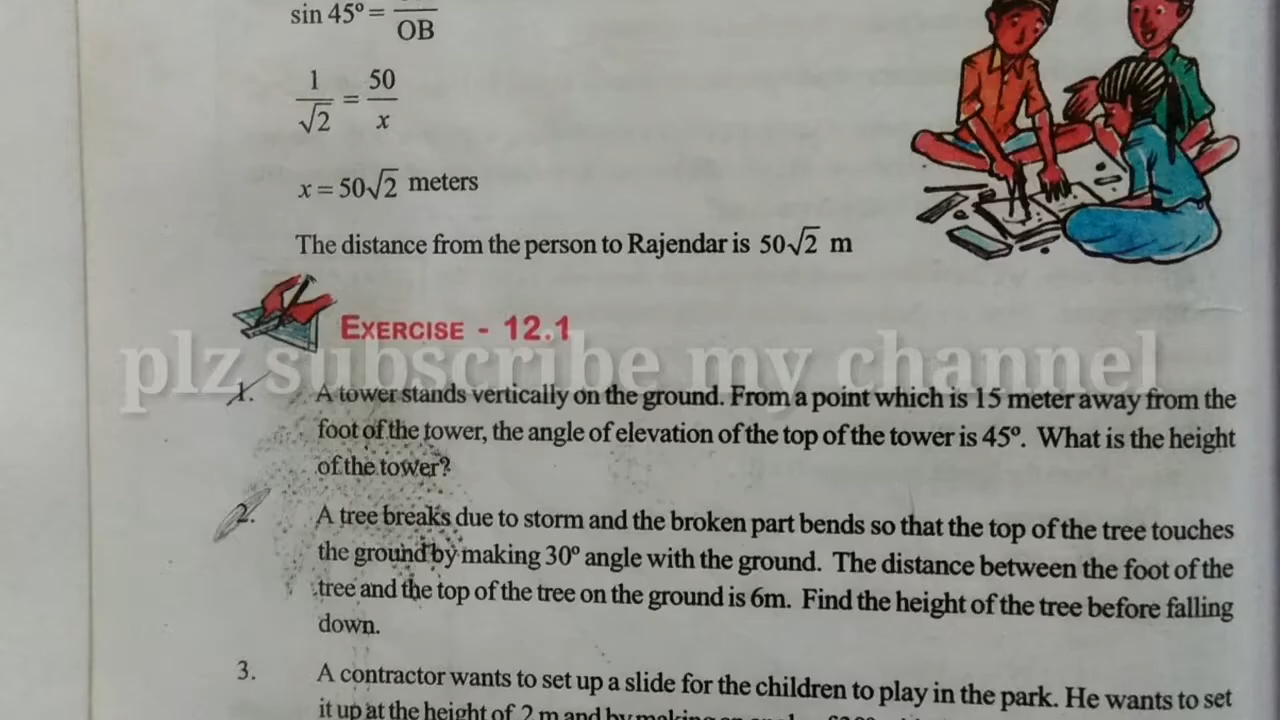 sin 45° = OB
1/√2 = 50/x
x = 50√2 meters
The distance from the person to Rajendar is 50√2 m
EXERCISE - 12.1
plz subscribe my channel
1. A tower stands vertically on the ground. From a point which is 15 meter away from the
foot of the tower, the angle of elevation of the top of the tower is 45°. What is the height
of the tower?
2. A tree breaks due to storm and the broken part bends so that the top of the tree touches
the ground by making 30° angle with the ground. The distance between the foot of the
tree and the top of the tree on the ground is 6m. Find the height of the tree before falling
down.
3. A contractor wants to set up a slide for the children to play in the park. He wants to set
it up at the height of 2 m and by making an